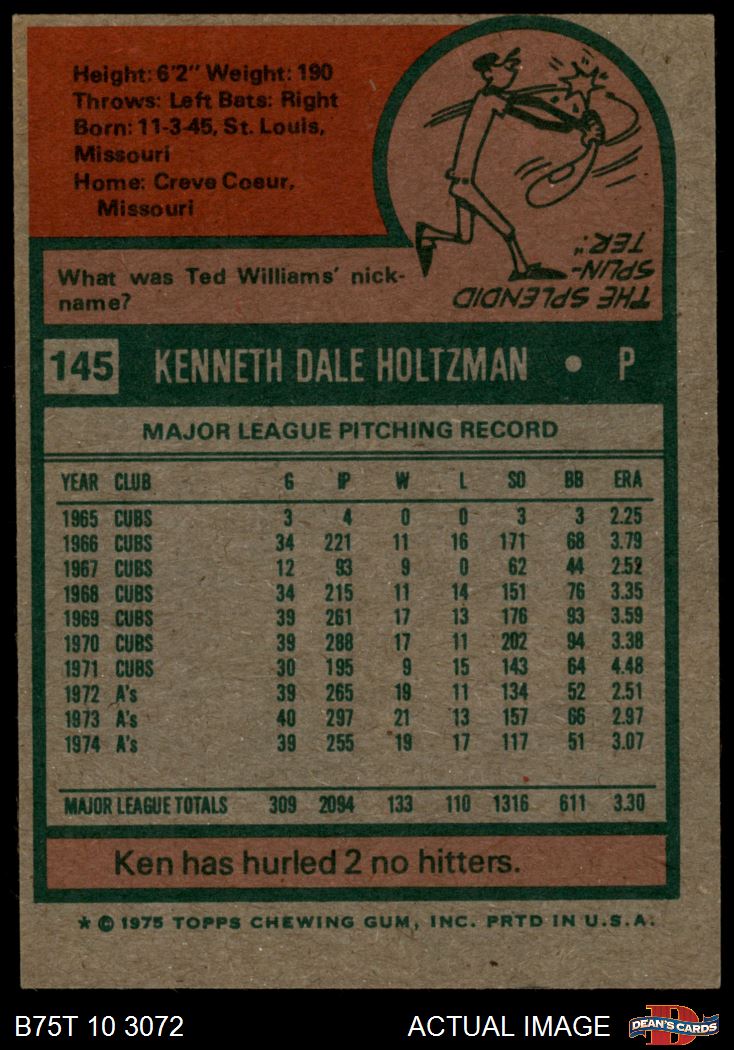 Height: 6'2" Weight: 190
Throws: Left Bats: Right
Born: 11-3-45, St. Louis,
Missouri
Home: Creve Coeur,
Missouri
What was Ted Williams' nick-
name?
THE SPLENDID
SPLIN-
TER."
145 KENNETH DALE HOLTZMAN • P
MAJOR LEAGUE PITCHING RECORD
YEAR CLUB G IP W L SO BB ERA
1965 CUBS 3 4 0 0 3 3 2.25
1966 CUBS 34 221 11 16 171 68 3.79
1967 CUBS 12 93 9 0 62 44 2.52
1968 CUBS 34 215 11 14 151 76 3.35
1969 CUBS 39 261 17 13 176 93 3.59
1970 CUBS 39 288 17 11 202 94 3.38
1971 CUBS 30 195 9 15 143 64 4.48
1972 A's 39 265 19 11 134 52 2.51
1973 A's 40 297 21 13 157 66 2.97
1974 A's 39 255 19 17 117 51 3.07
MAJOR LEAGUE TOTALS 309 2094 133 110 1316 611 3.30
Ken has hurled 2 no hitters.
* © 1975 TOPPS CHEWING GUM, INC. PRTD IN U.S.A.
B75T 10 3072 ACTUAL IMAGE DEAN'S CARDS